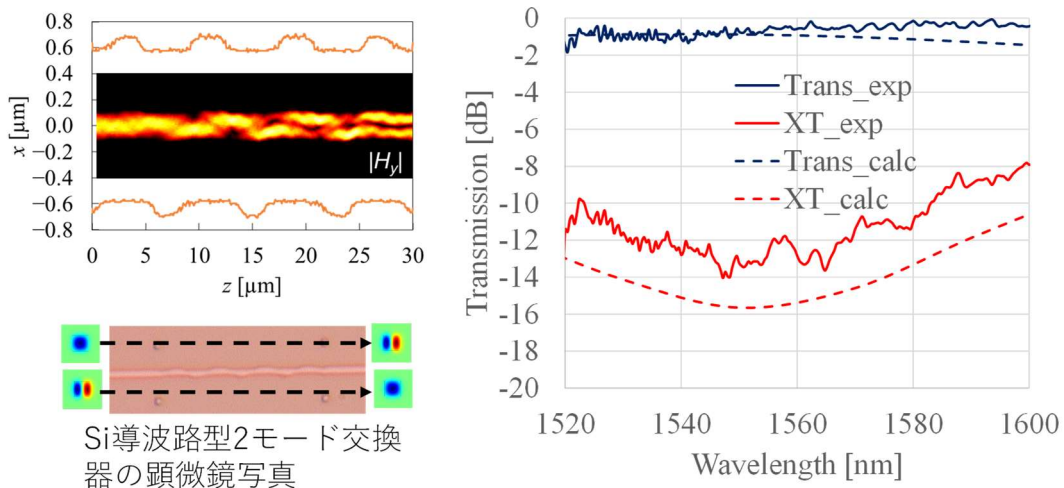 0.8
0.6
0.4
0.2
0.0
−0.2
−0.4
−0.6
0.8
x [µm]
|Hy|
0 5 10 15 20 25 30
z [µm]
Si導波路型2モード交換
器の顕微鏡写真
0
-2
-4
-6
-8
-10
-12
-14
-16
-18
-20
Transmission [dB]
Trans_exp
XT_exp
Trans_calc
XT_calc
1520 1540 1560 1580 1600
Wavelength [nm]